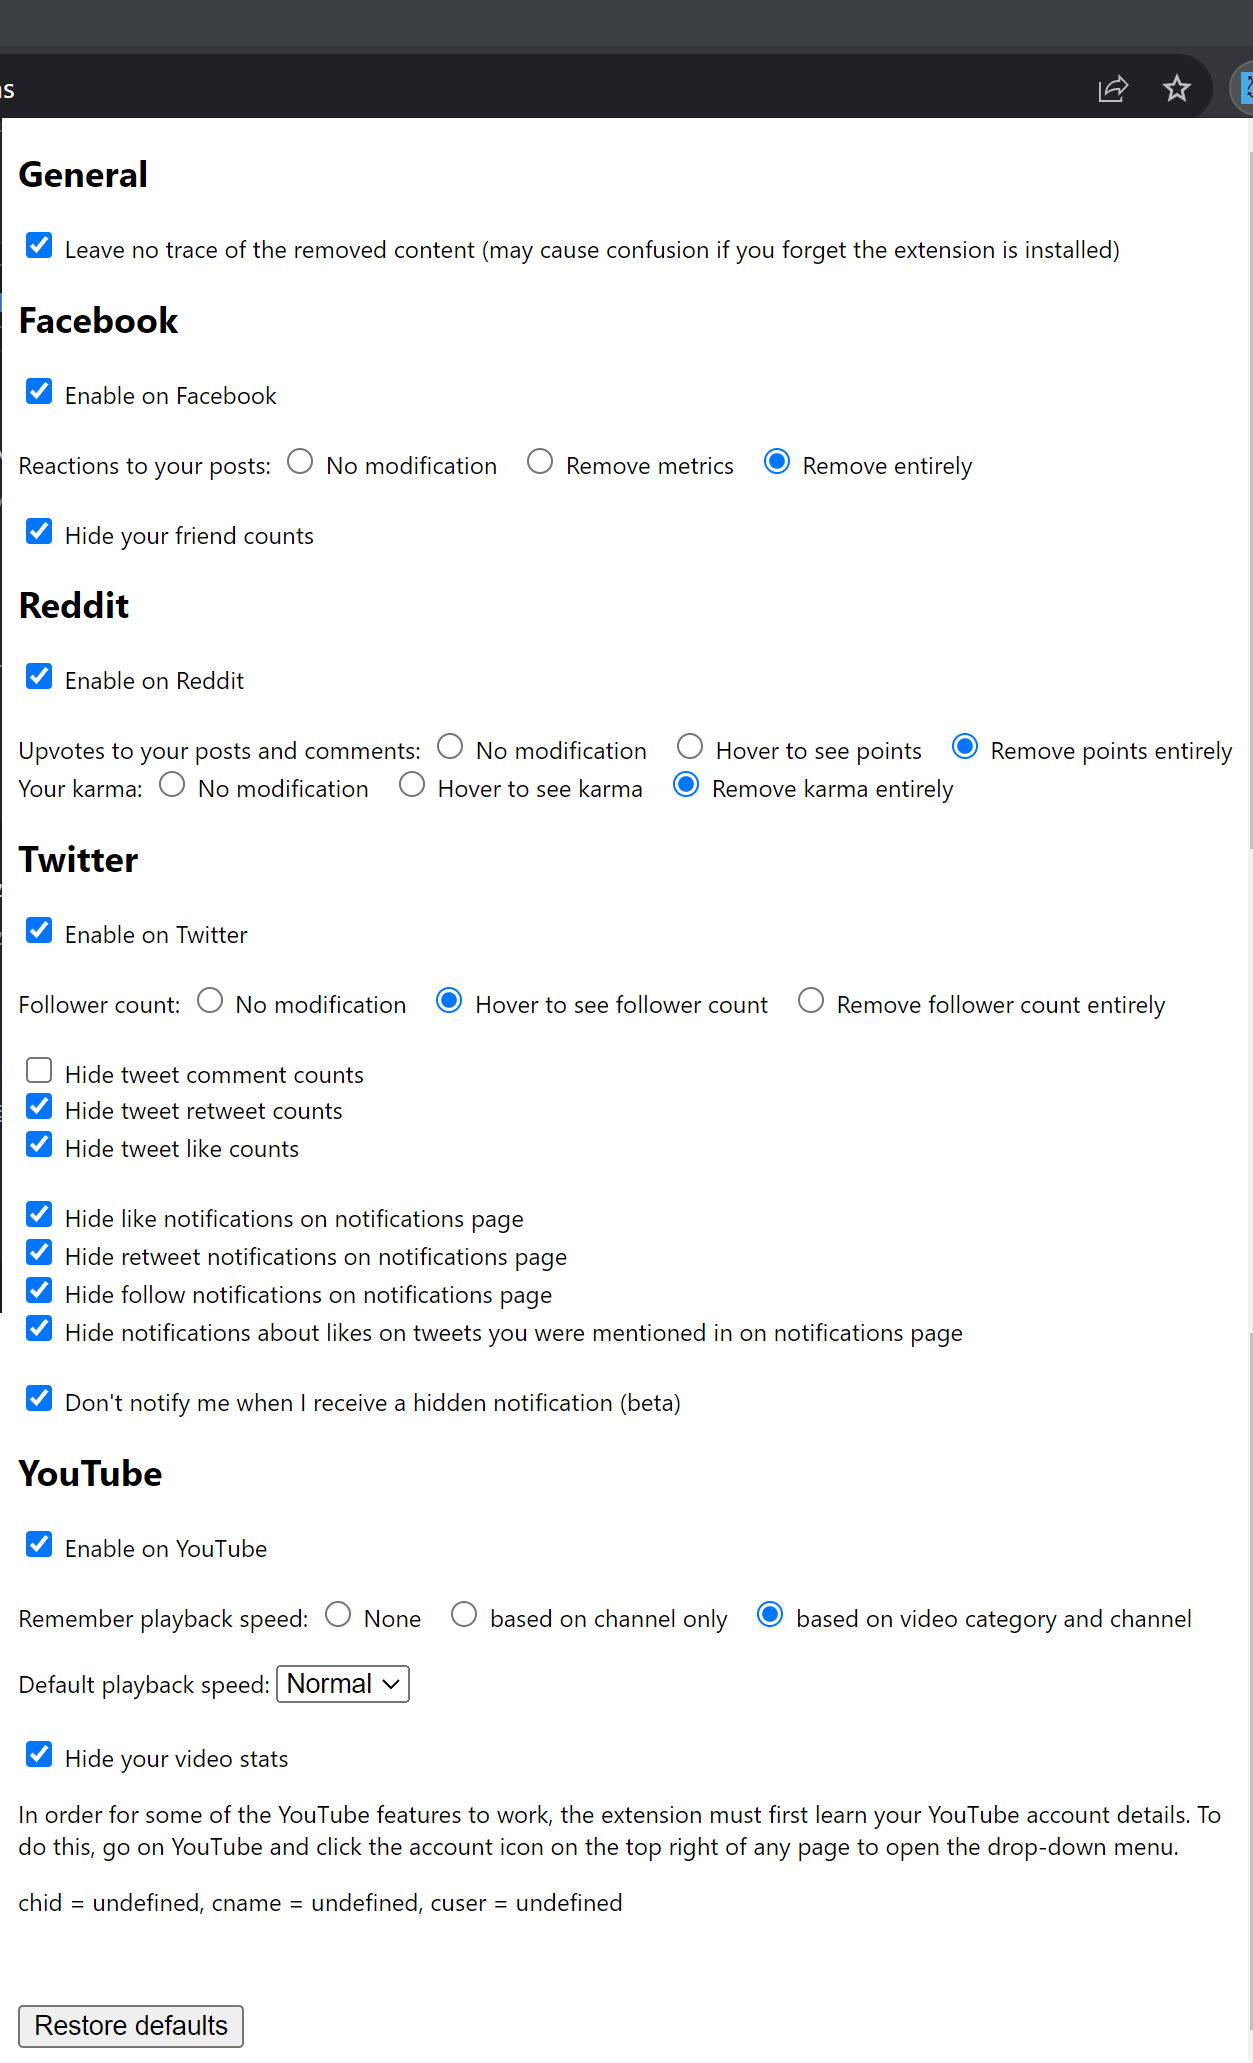 General
Leave no trace of the removed content (may cause confusion if you forget the extension is installed)
Facebook
Enable on Facebook
Reactions to your posts: No modification Remove metrics Remove entirely
Hide your friend counts
Reddit
Enable on Reddit
Upvotes to your posts and comments: No modification Hover to see points Remove points entirely
Your karma: No modification Hover to see karma Remove karma entirely
Twitter
Enable on Twitter
Follower count: No modification Hover to see follower count Remove follower count entirely
Hide tweet comment counts
Hide tweet retweet counts
Hide tweet like counts
Hide like notifications on notifications page
Hide retweet notifications on notifications page
Hide follow notifications on notifications page
Hide notifications about likes on tweets you were mentioned in on notifications page
Don't notify me when I receive a hidden notification (beta)
YouTube
Enable on YouTube
Remember playback speed: None based on channel only based on video category and channel
Default playback speed: Normal
Hide your video stats
In order for some of the YouTube features to work, the extension must first learn your YouTube account details. To
do this, go on YouTube and click the account icon on the top right of any page to open the drop-down menu.
chid = undefined, cname = undefined, cuser = undefined
Restore defaults